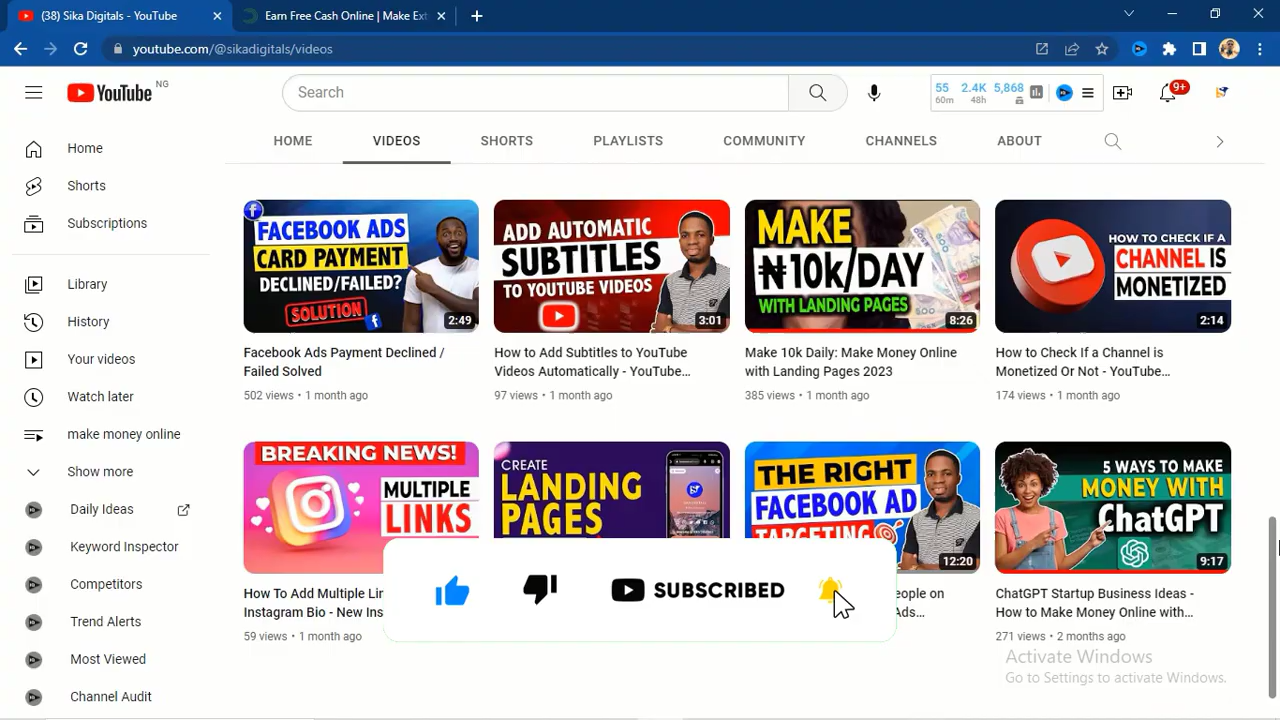 (38) Sika Digitals - YouTube
Earn Free Cash Online | Make Ext
youtube.com/@sikadigitals/videos
YouTube NG
Search
55 2.4K 5,868
60m 48h
9+
HOME VIDEOS SHORTS PLAYLISTS COMMUNITY CHANNELS ABOUT
Home
Shorts
Subscriptions
Library
History
Your videos
Watch later
make money online
Show more
Daily Ideas
Keyword Inspector
Competitors
Trend Alerts
Most Viewed
Channel Audit
FACEBOOK ADS
CARD PAYMENT
DECLINED/FAILED?
SOLUTION
2:49
Facebook Ads Payment Declined /
Failed Solved
502 views • 1 month ago
ADD AUTOMATIC
SUBTITLES
TO YOUTUBE VIDEOS
3:01
How to Add Subtitles to YouTube
Videos Automatically - YouTube...
97 views • 1 month ago
MAKE
₦10k/DAY
WITH LANDING PAGES
8:26
Make 10k Daily: Make Money Online
with Landing Pages 2023
385 views • 1 month ago
HOW TO CHECK IF A
CHANNEL IS
MONETIZED
2:14
How to Check If a Channel is
Monetized Or Not - YouTube...
174 views • 1 month ago
BREAKING NEWS!
MULTIPLE
LINKS
How To Add Multiple Lin
Instagram Bio - New Ins
59 views • 1 month ago
CREATE
LANDING
PAGES
THE RIGHT
FACEBOOK AD
TARGETING
12:20
eople on
Ads...
5 WAYS TO MAKE
MONEY WITH
ChatGPT
9:17
ChatGPT Startup Business Ideas -
How to Make Money Online with...
271 views • 2 months ago
SUBSCRIBED
Activate Windows
Go to Settings to activate Windows.